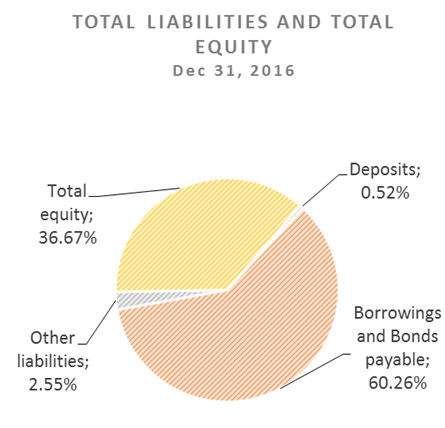 TOTAL LIABILITIES AND TOTAL
EQUITY
Dec 31, 2016
Deposits;
0.52%
Total
equity;
36.67%
Borrowings
and Bonds
payable;
60.26%
Other
liabilities;
2.55%